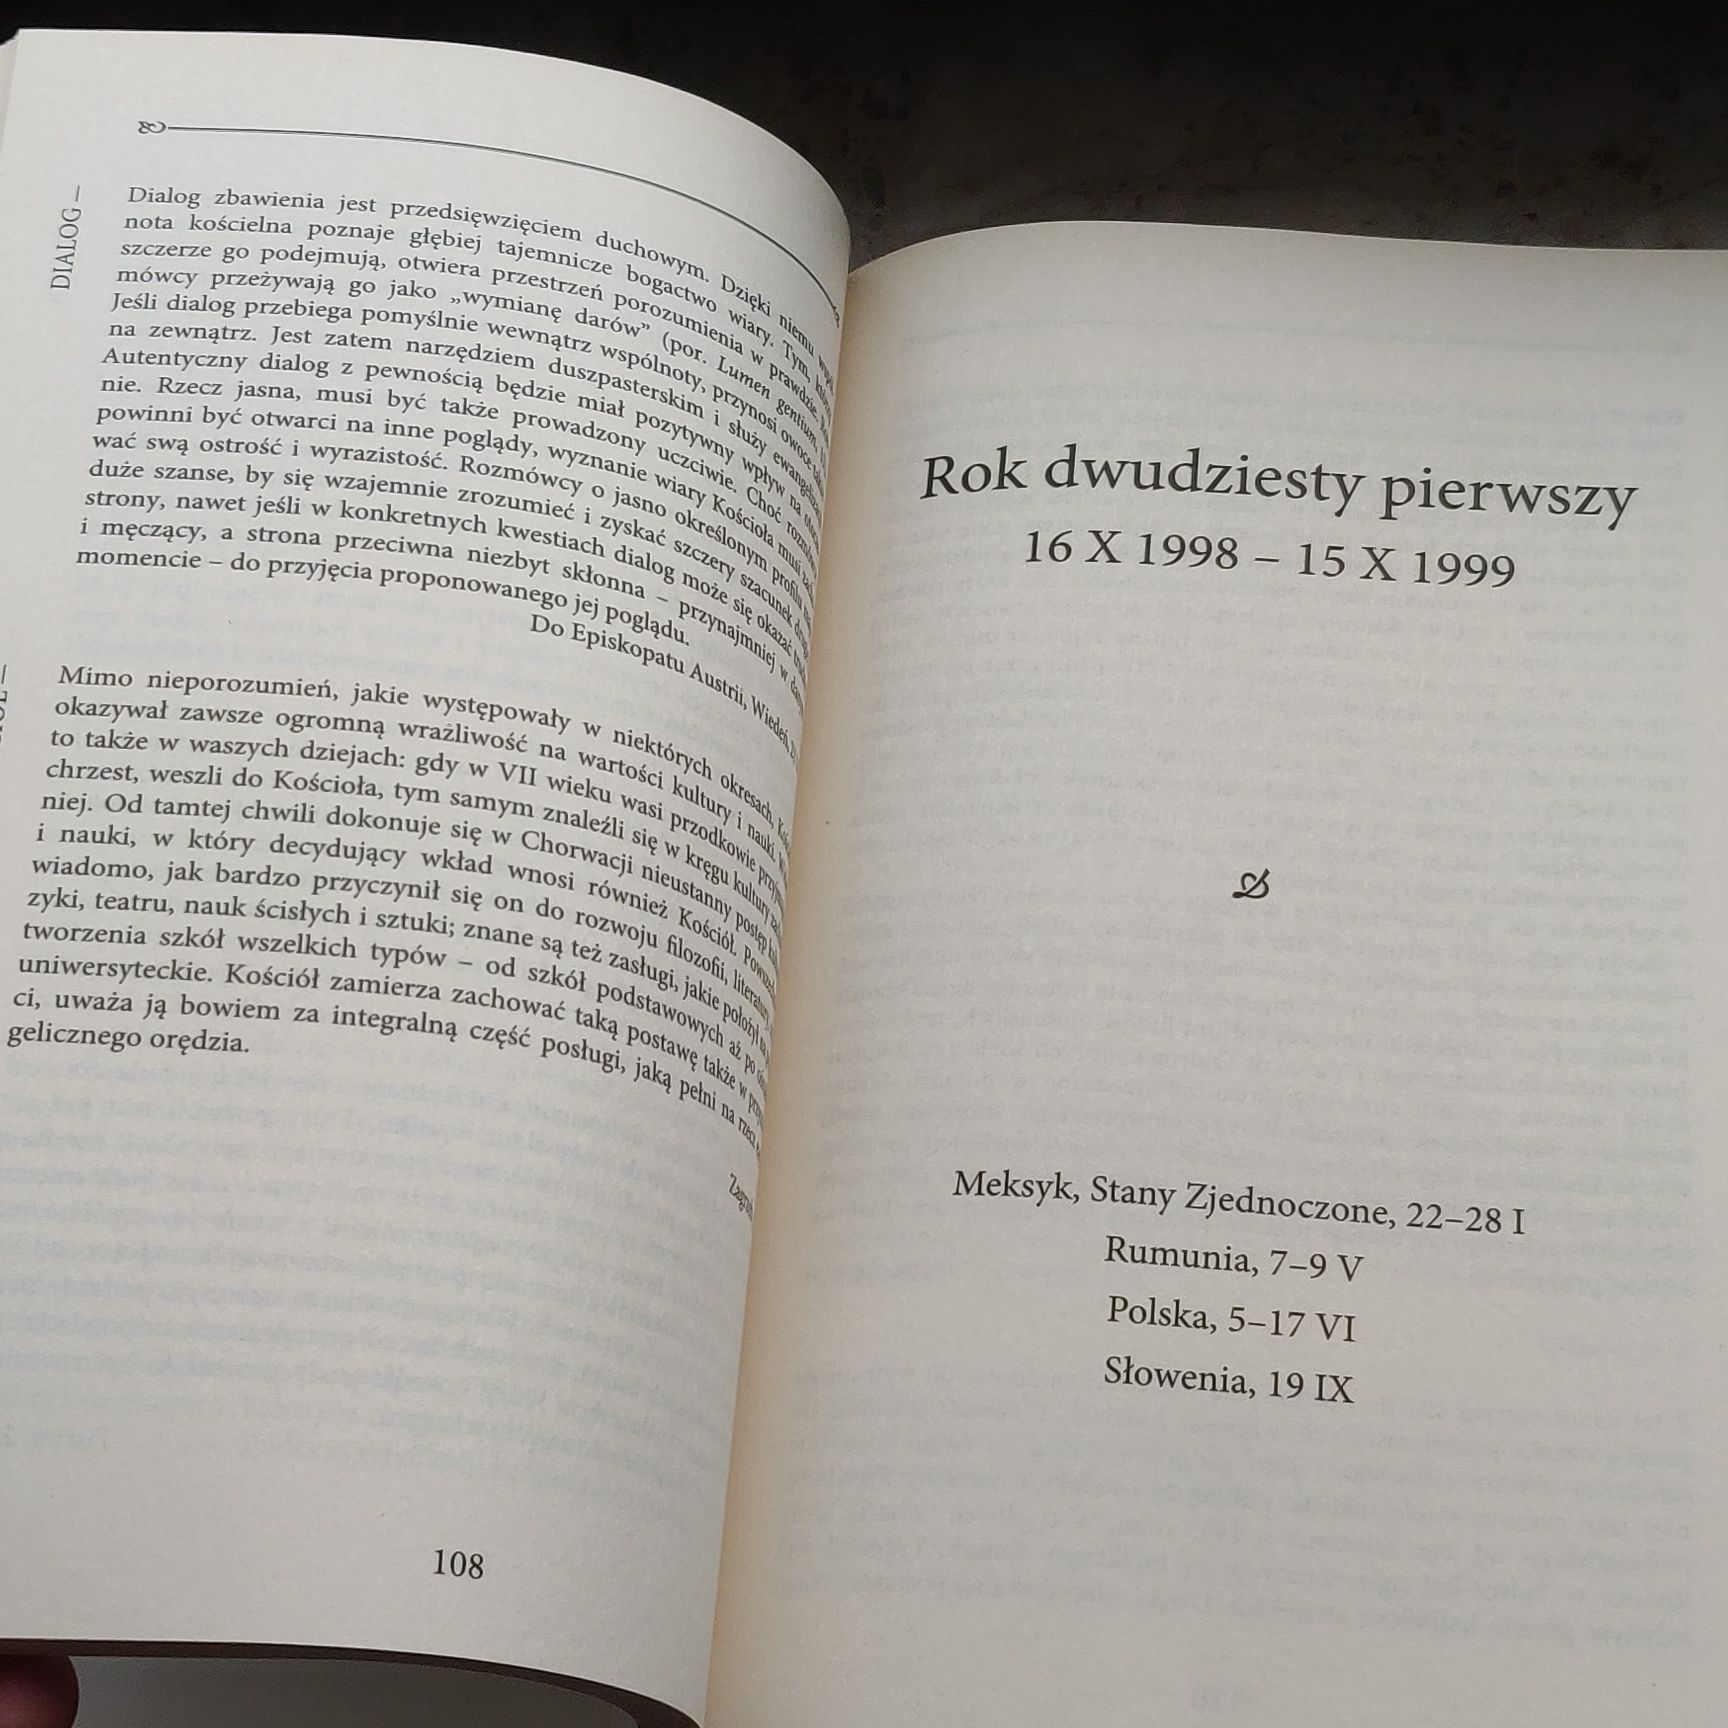 DIALOG –
Dialog zbawienia jest przedsięwzięciem duchowym. Dzięki niemu
nota kościelna poznaje głębiej tajemnicze bogactwo wiary. Tym,
szczerze go podejmują, otwiera przestrzeń porozumienia w prawdzie.
mówcy przeżywają go jako „wymianę darów” (por. Lumen gentium,
Jeśli dialog przebiega pomyślnie wewnątrz wspólnoty, przynosi owoce
na zewnątrz. Jest zatem narzędziem duszpasterskim i służy
Autentyczny dialog z pewnością będzie miał pozytywny wpływ na
nie. Rzecz jasna, musi być także prowadzony uczciwie. Choć
powinni być otwarci na inne poglądy, wyznanie wiary Kościoła musi
wać swą ostrość i wyrazistość. Rozmówcy o jasno określonym profilu
duże szanse, by się wzajemnie zrozumieć i zyskać szczery szacunek
strony, nawet jeśli w konkretnych kwestiach dialog może się okazać
i męczący, a strona przeciwna niezbyt skłonna – przynajmniej w
momencie – do przyjęcia proponowanego jej poglądu.
Do Episkopatu Austrii, Wiedeń,
Mimo nieporozumień, jakie występowały w niektórych okresach,
okazywał zawsze ogromną wrażliwość na wartości kultury i nauki.
to także w waszych dziejach: gdy w VII wieku wasi przodkowie
chrzest, weszli do Kościoła, tym samym znaleźli się w kręgu kultury
niej. Od tamtej chwili dokonuje się w Chorwacji nieustanny postęp
i nauki, w który decydujący wkład wnosi również Kościół.
wiadomo, jak bardzo przyczynił się on do rozwoju filozofii,
zyki, teatru, nauk ścisłych i sztuki; znane są też zasługi, jakie położył
tworzenia szkół wszelkich typów – od szkół podstawowych aż po
uniwersyteckie. Kościół zamierza zachować taką postawę także w
ci, uważa ją bowiem za integralną część posługi, jaką pełni na
gelicznego orędzia.
108
Rok dwudziesty pierwszy
16 X 1998 – 15 X 1999
Meksyk, Stany Zjednoczone, 22–28 I
Rumunia, 7–9 V
Polska, 5–17 VI
Słowenia, 19 IX